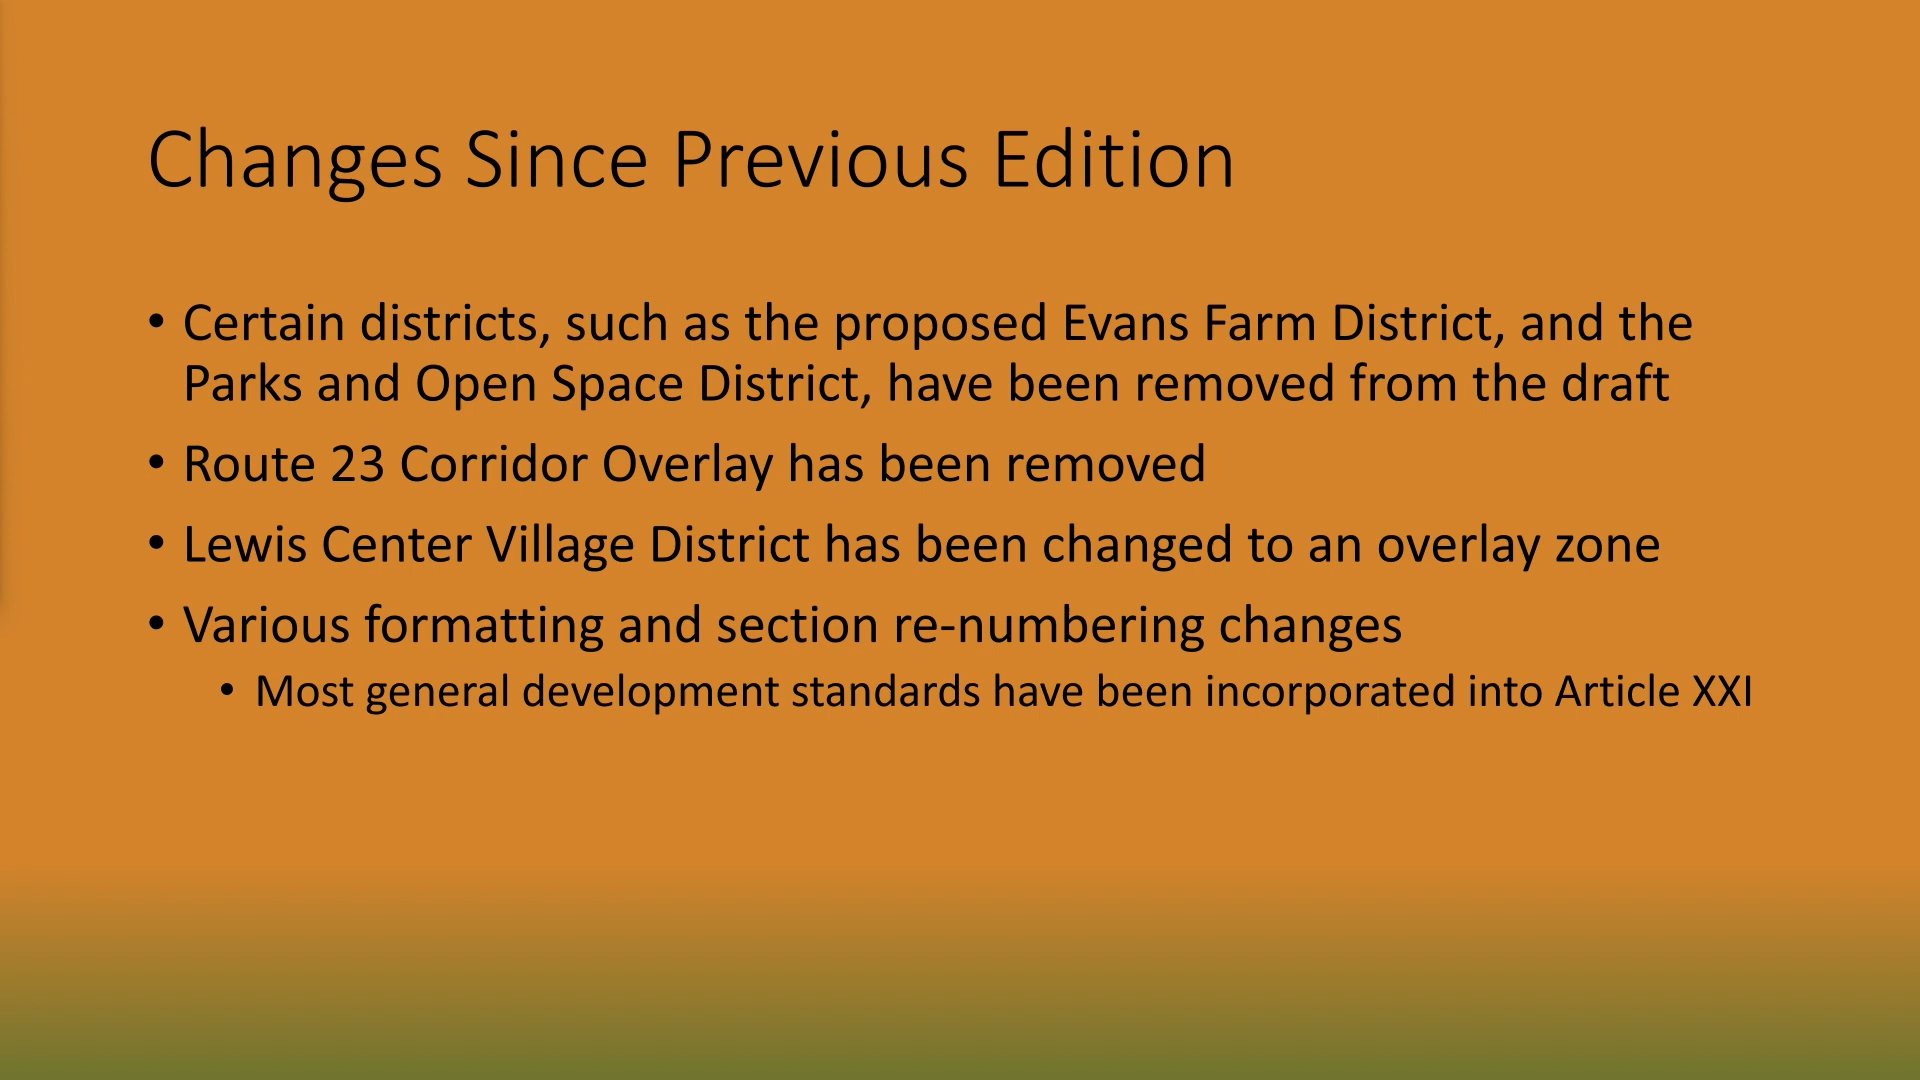 Changes Since Previous Edition
• Certain districts, such as the proposed Evans Farm District, and the
Parks and Open Space District, have been removed from the draft
• Route 23 Corridor Overlay has been removed
• Lewis Center Village District has been changed to an overlay zone
• Various formatting and section re-numbering changes
• Most general development standards have been incorporated into Article XXI